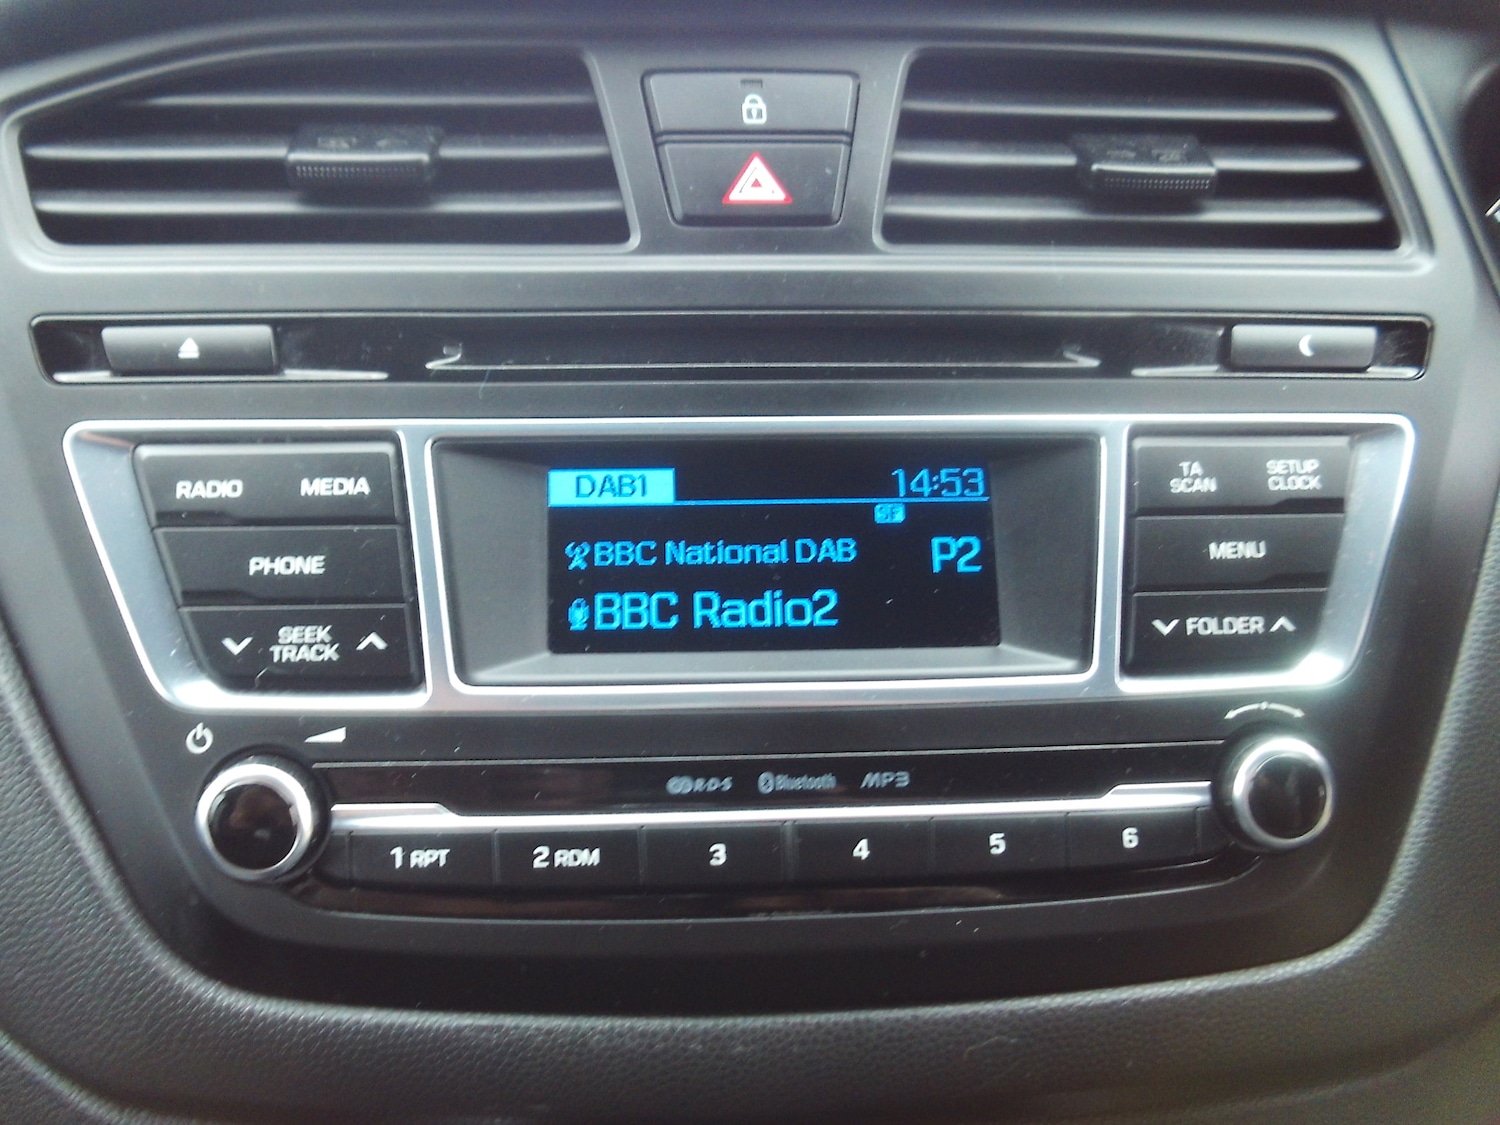 DAB1 14:53
SF
BBC National DAB P2
BBC Radio2
RADIO MEDIA
PHONE
SEEK
TRACK
TA
SCAN
SETUP
CLOCK
MENU
FOLDER
R·D·S Bluetooth MP3
1 RPT 2 RDM 3 4 5 6